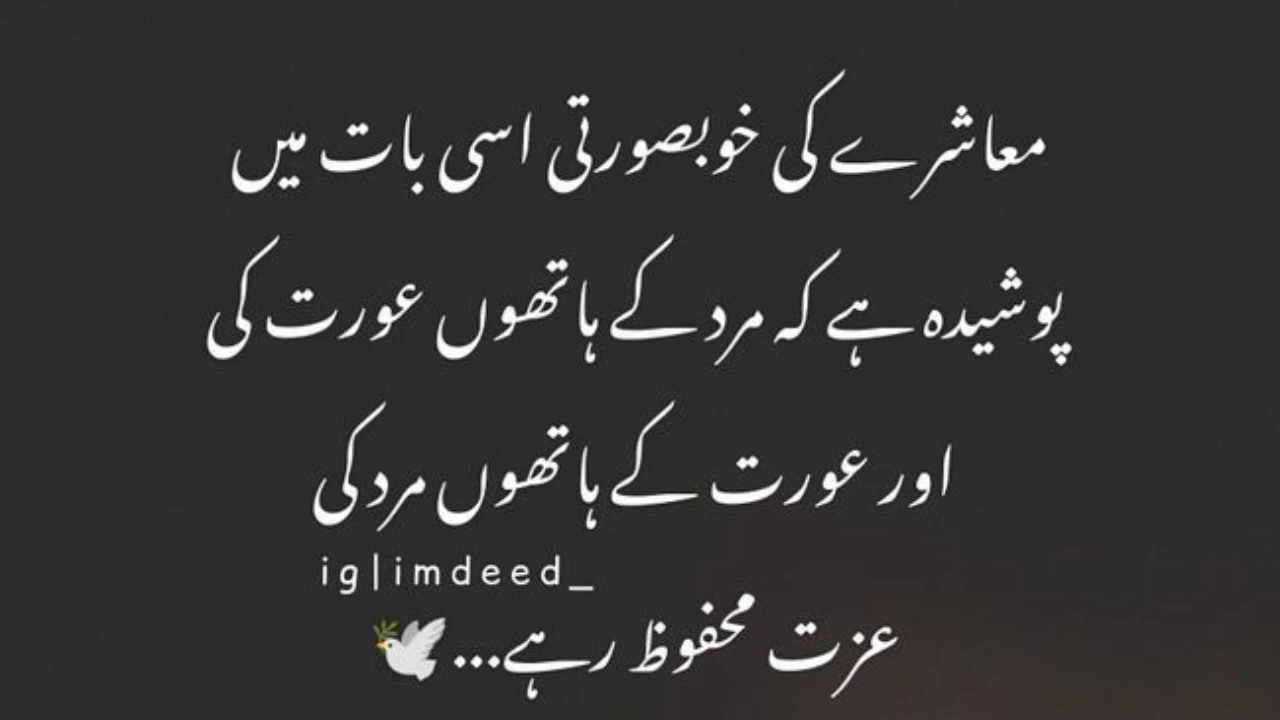 معاشرے کی خوبصورتی اسی بات میں
پوشیدہ ہے کہ مرد کے ہاتھوں عورت کی
اور عورت کے ہاتھوں مرد کی
ig|imdeed_
عزت محفوظ رہے... 🕊️